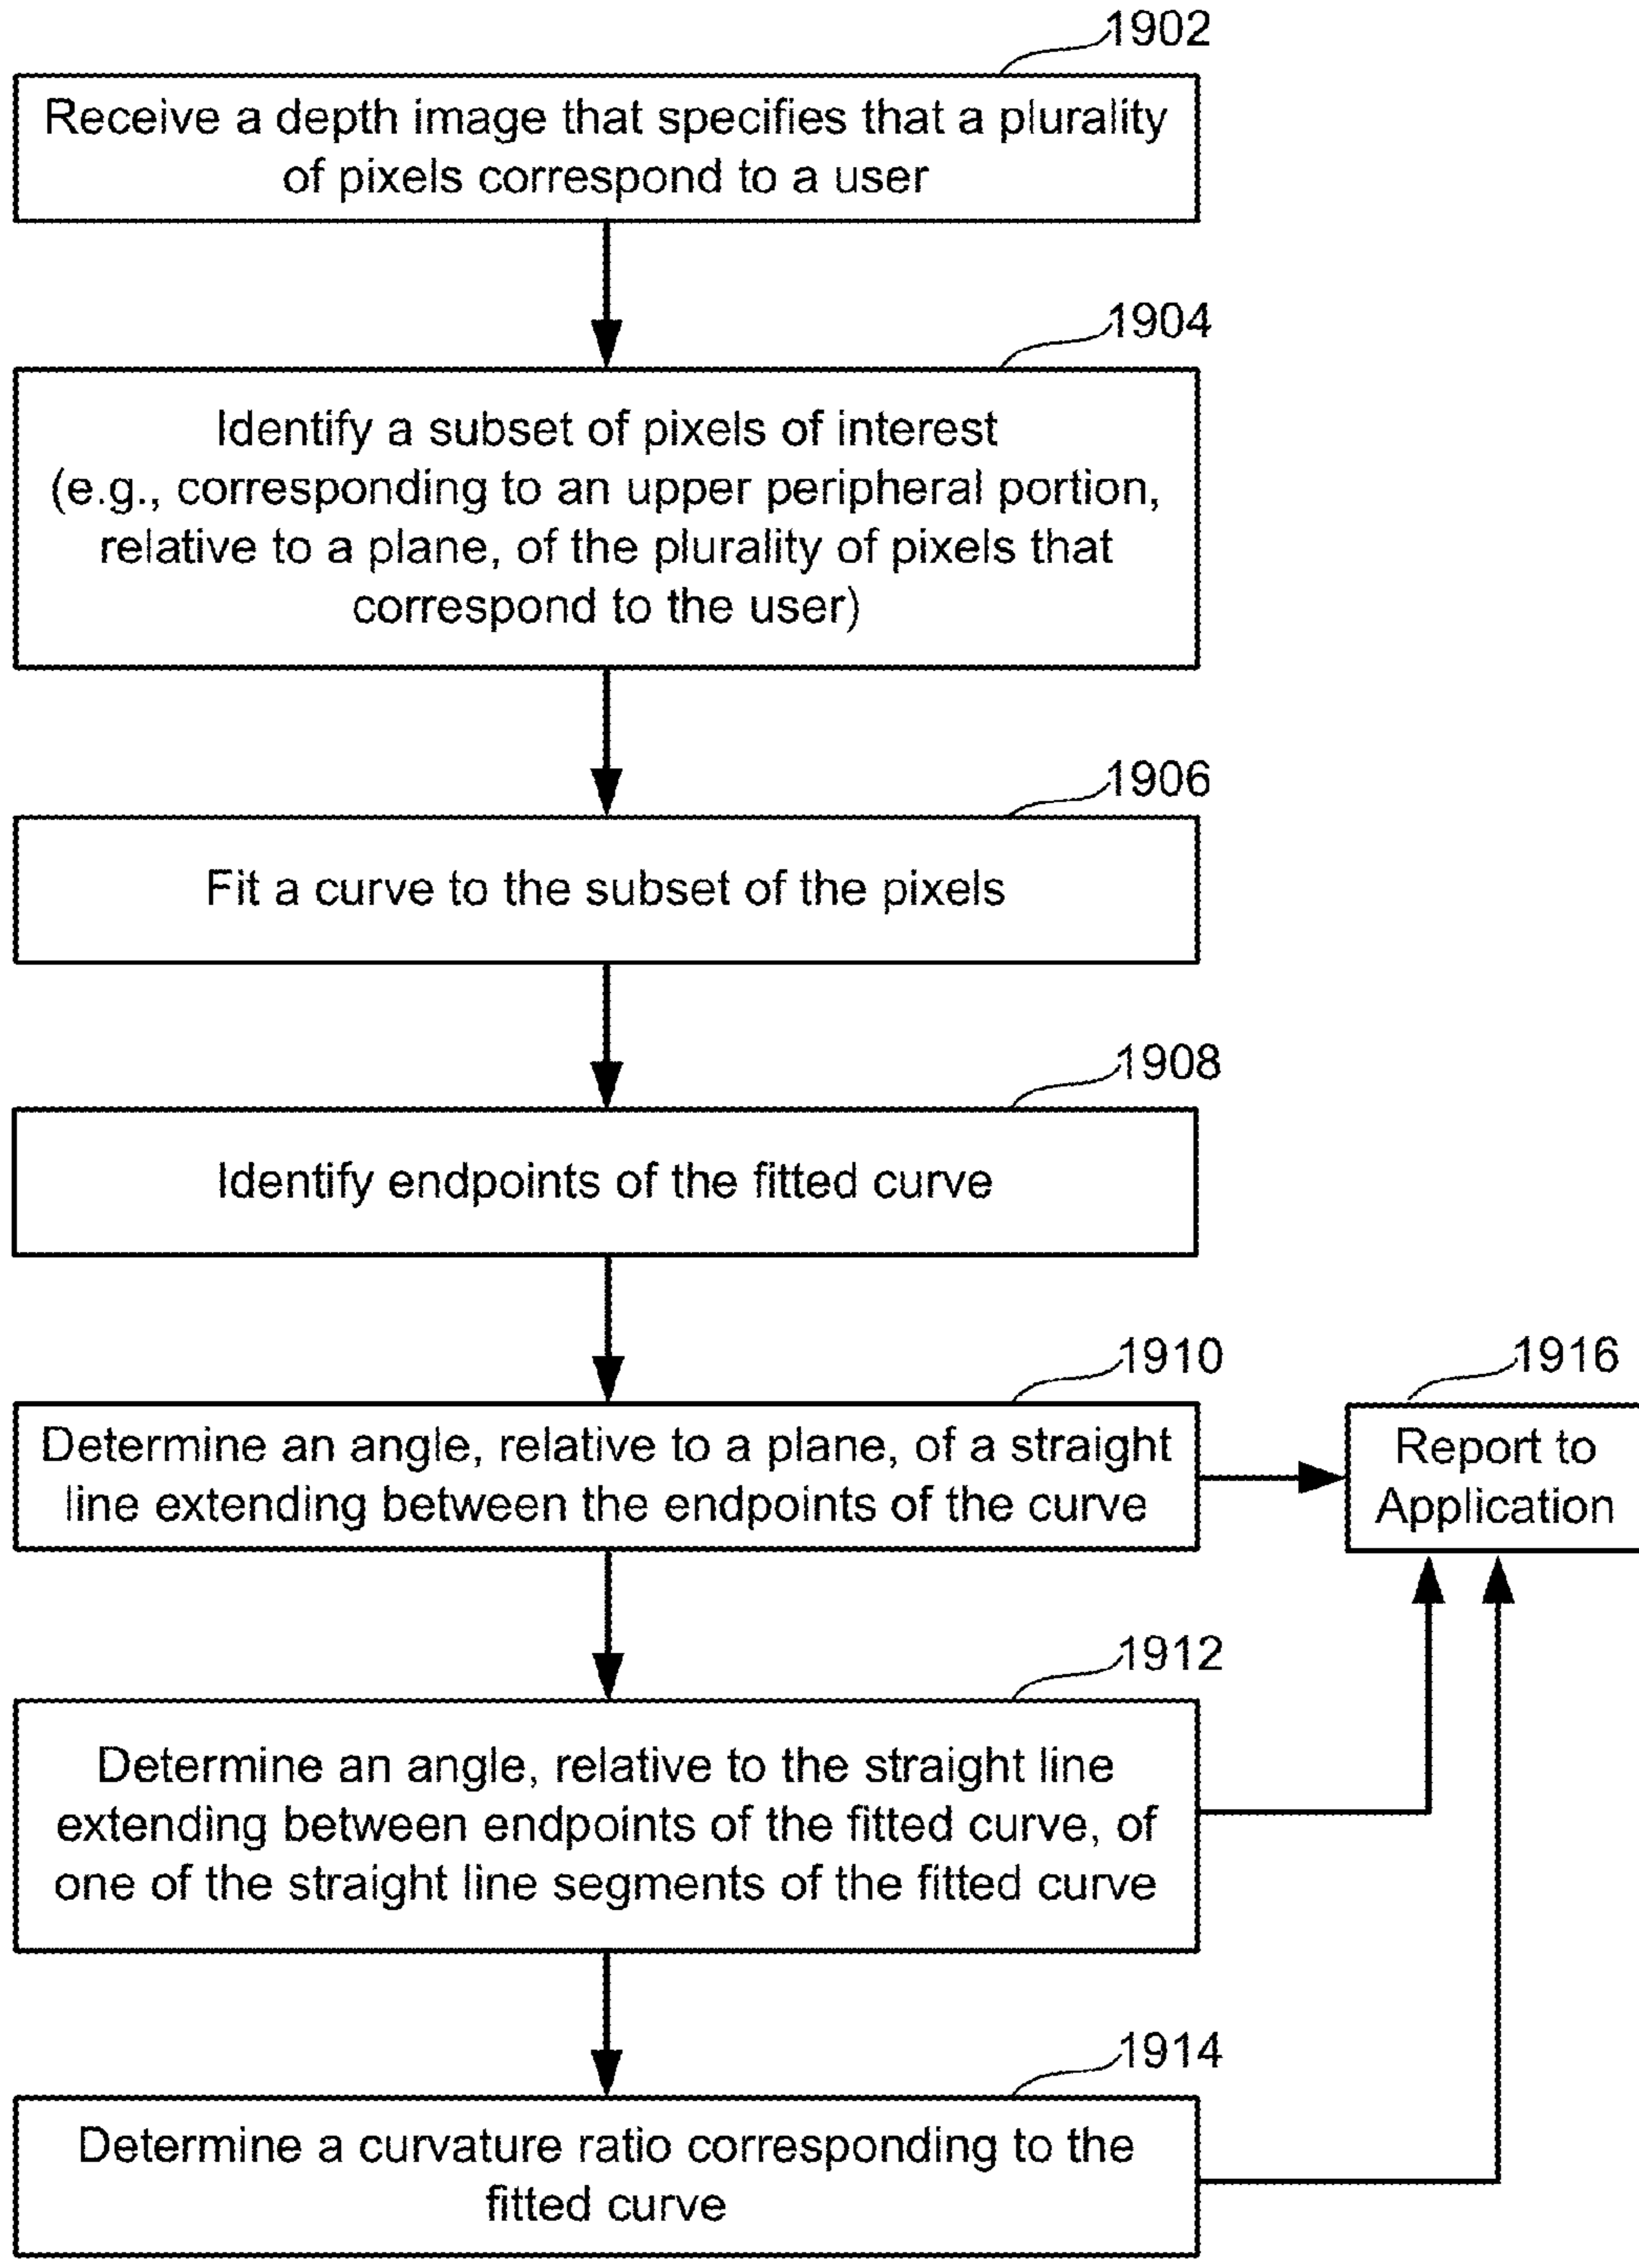 1902
Receive a depth image that specifies that a plurality
of pixels correspond to a user
1904
Identify a subset of pixels of interest
(e.g., corresponding to an upper peripheral portion,
relative to a plane, of the plurality of pixels that
correspond to the user)
1906
Fit a curve to the subset of the pixels
1908
Identify endpoints of the fitted curve
1910
Determine an angle, relative to a plane, of a straight
line extending between the endpoints of the curve
1916
Report to
Application
1912
Determine an angle, relative to the straight line
extending between endpoints of the fitted curve, of
one of the straight line segments of the fitted curve
1914
Determine a curvature ratio corresponding to the
fitted curve